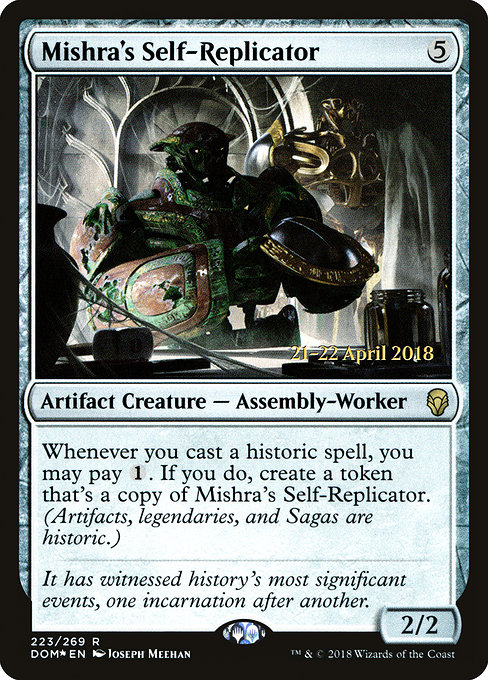 Mishra's Self-Replicator 5
21-22 April 2018
Artifact Creature — Assembly-Worker
Whenever you cast a historic spell, you
may pay 1. If you do, create a token
that's a copy of Mishra's Self-Replicator.
(Artifacts, legendaries, and Sagas are
historic.)
It has witnessed history's most significant
events, one incarnation after another.
2/2
223/269 R
DOM★EN Joseph Meehan
™ & © 2018 Wizards of the Coast